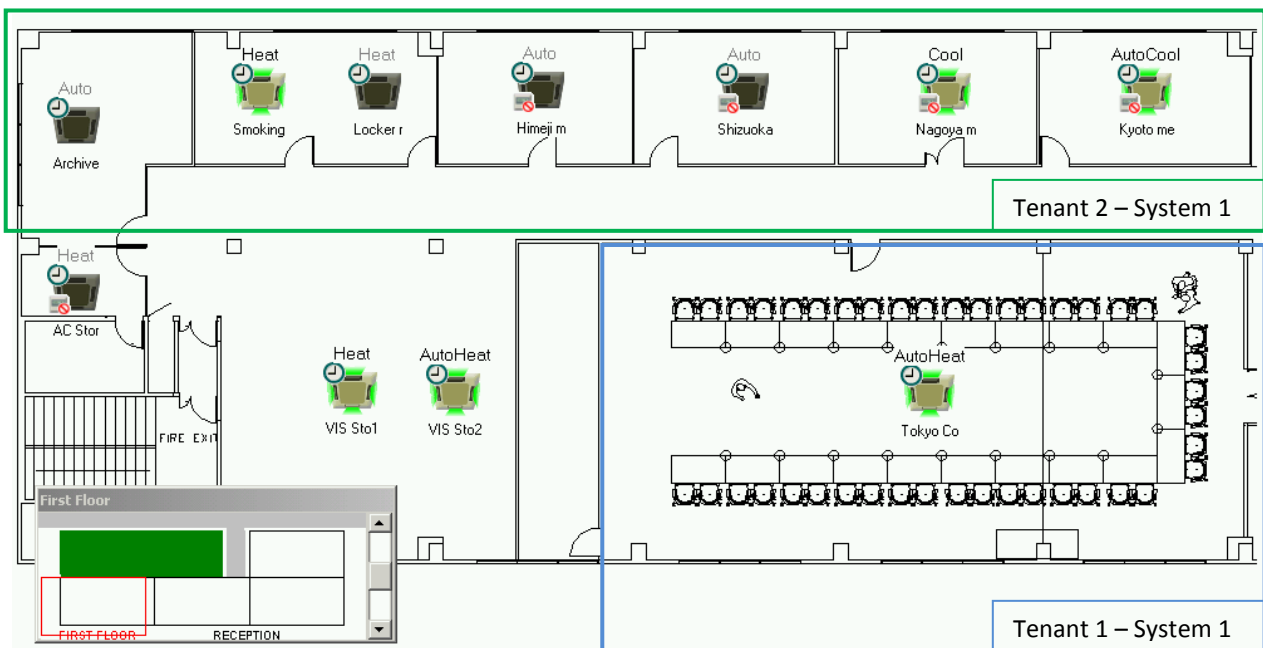 Heat
Heat
Auto
Auto
Cool
AutoCool
Auto
Smoking
Locker r
Himeji m
Shizuoka
Nagoya m
Kyoto me
Archive
Tenant 2 – System 1
Heat
AC Stor
Heat
AutoHeat
AutoHeat
VIS Sto1
VIS Sto2
Tokyo Co
FIRE EXIT
First Floor
FIRST FLOOR
RECEPTION
Tenant 1 – System 1